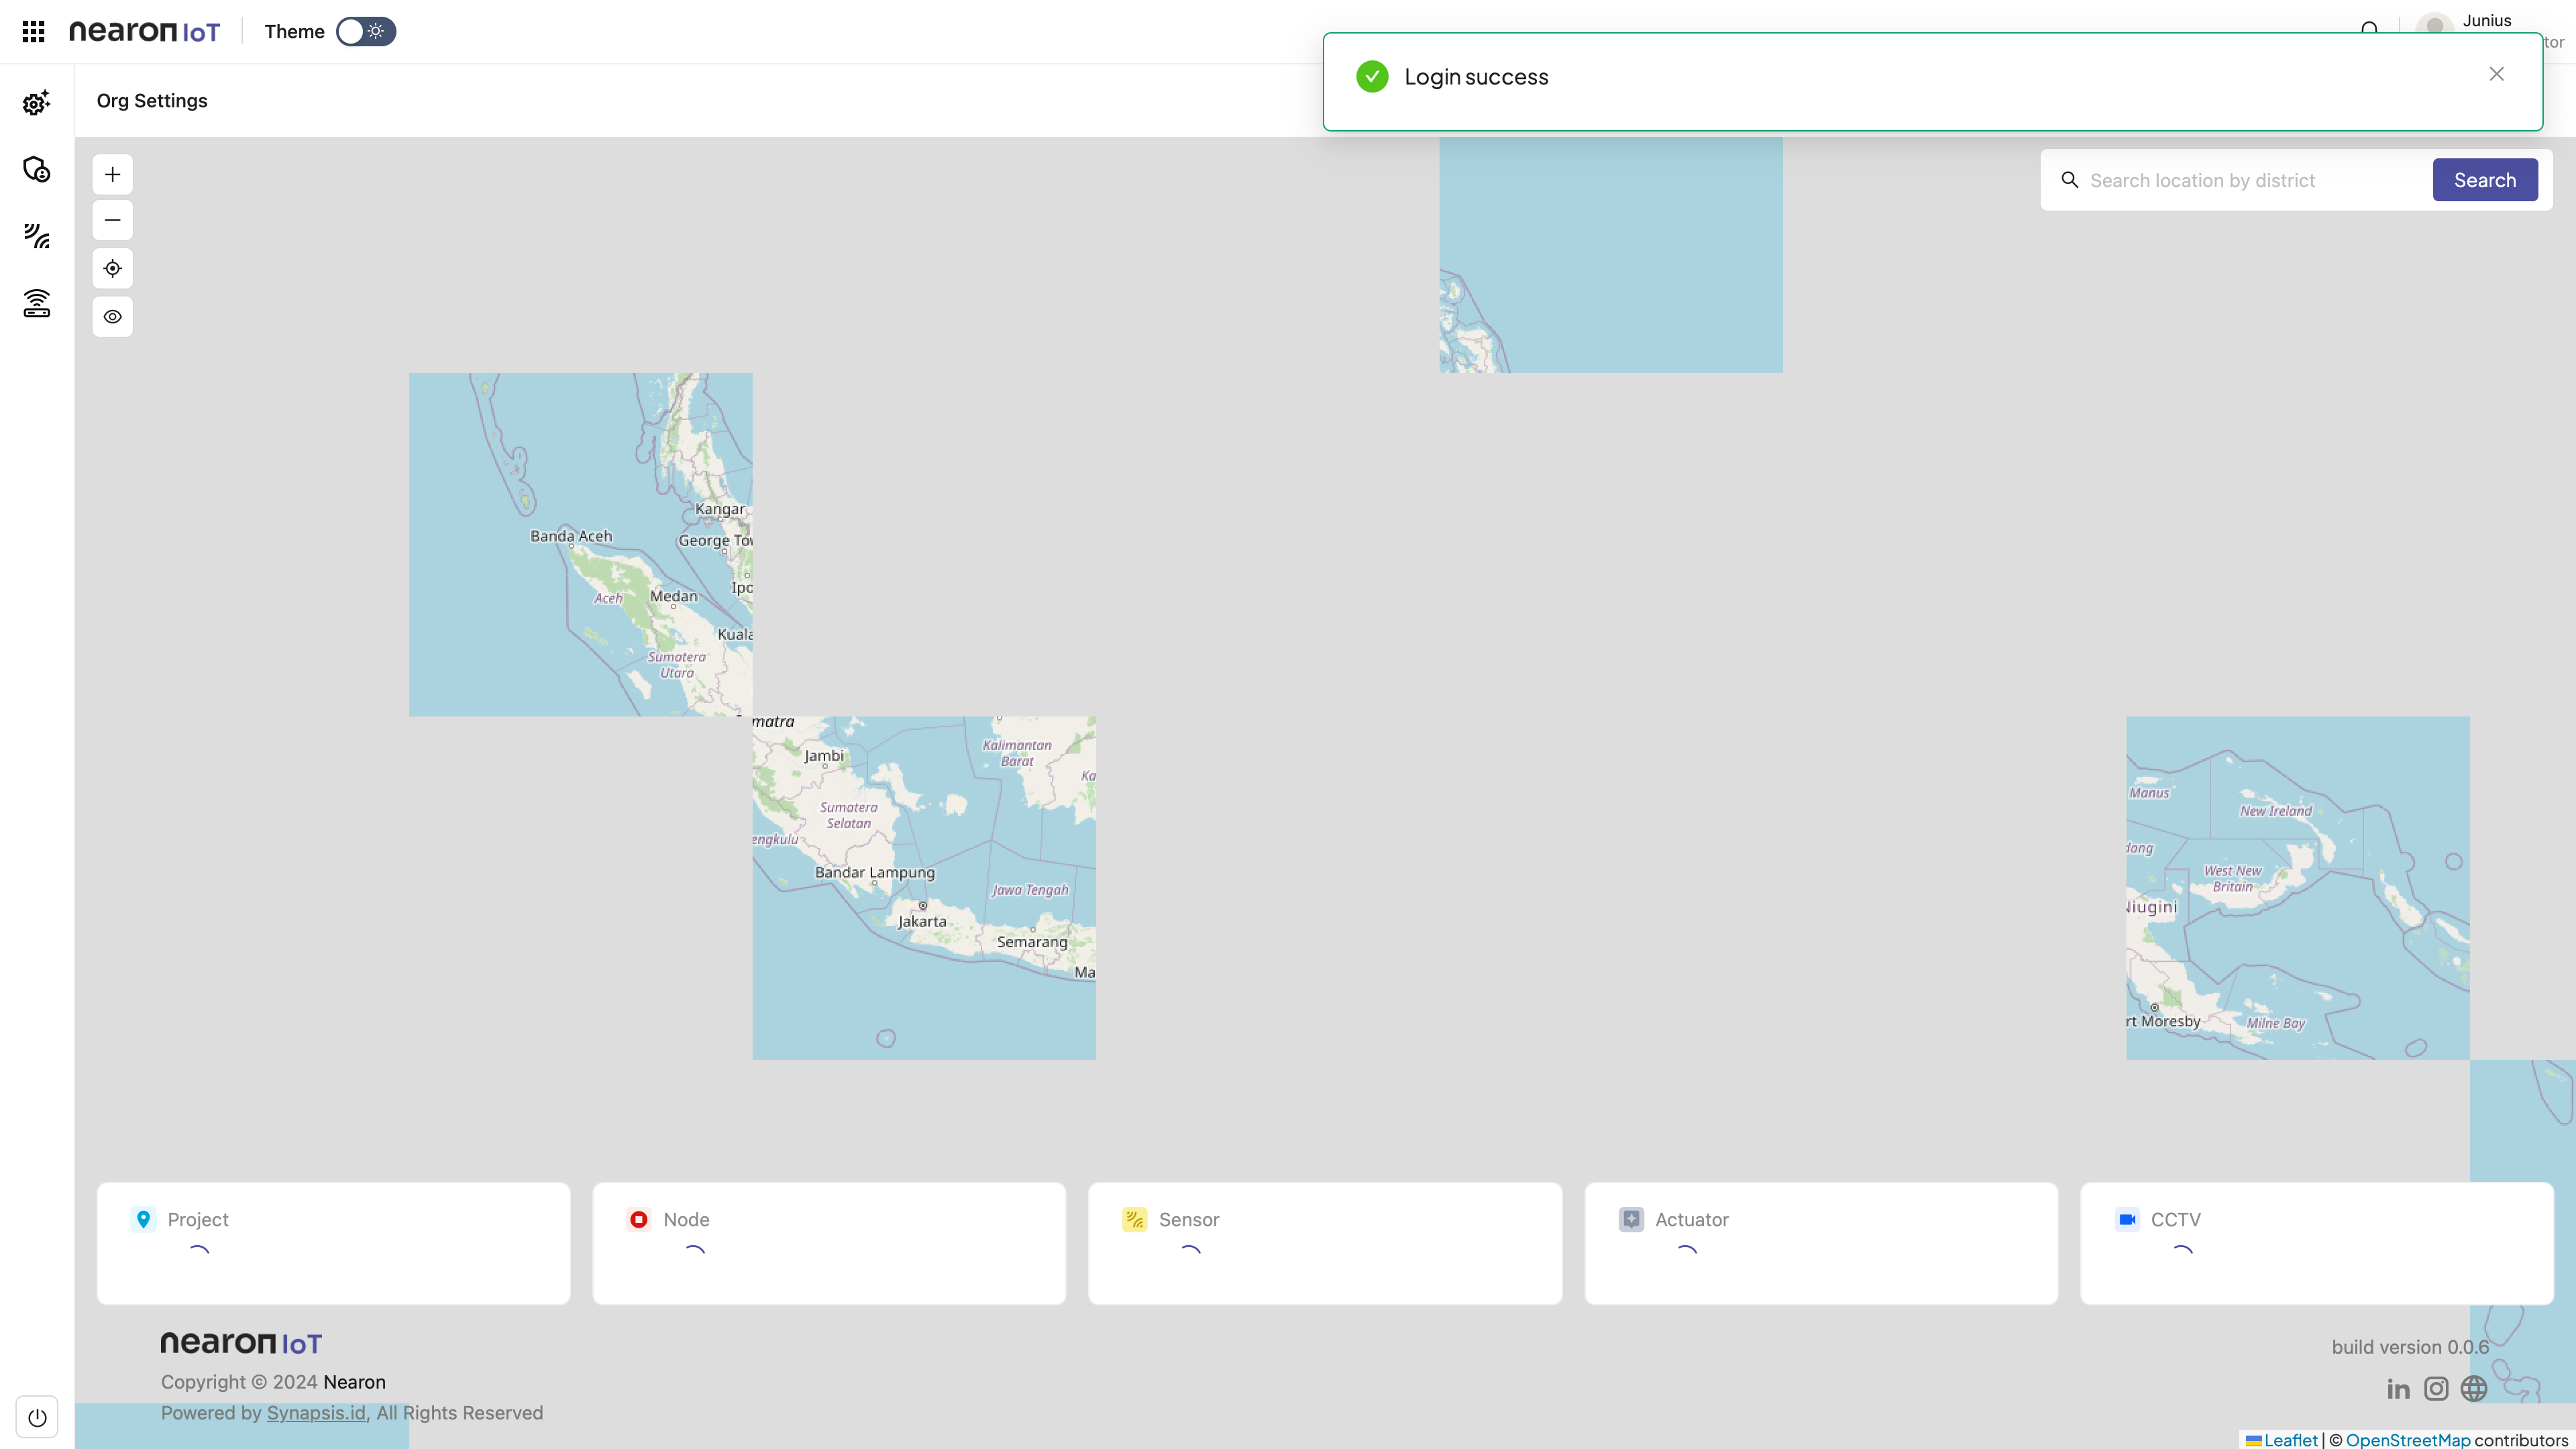 nearon IoT
Theme
Junius
tor
Login success
Org Settings
Search location by district
Search
Kangar
Banda Aceh
George Tow
Ipo
Aceh
Medan
Kuala
Sumatera
Utara
matra
Jambi
Kalimantan
Barat
Ka
Sumatera
Selatan
engkulu
Bandar Lampung
Jawa Tengah
Jakarta
Semarang
Ma
Manus
New Ireland
dang
West New
Britain
Niugini
rt Moresby
Milne Bay
Project
Node
Sensor
Actuator
CCTV
nearon IoT
build version 0.0.6
Copyright © 2024 Nearon
Powered by Synapsis.id, All Rights Reserved
Leaflet | © OpenStreetMap contributors